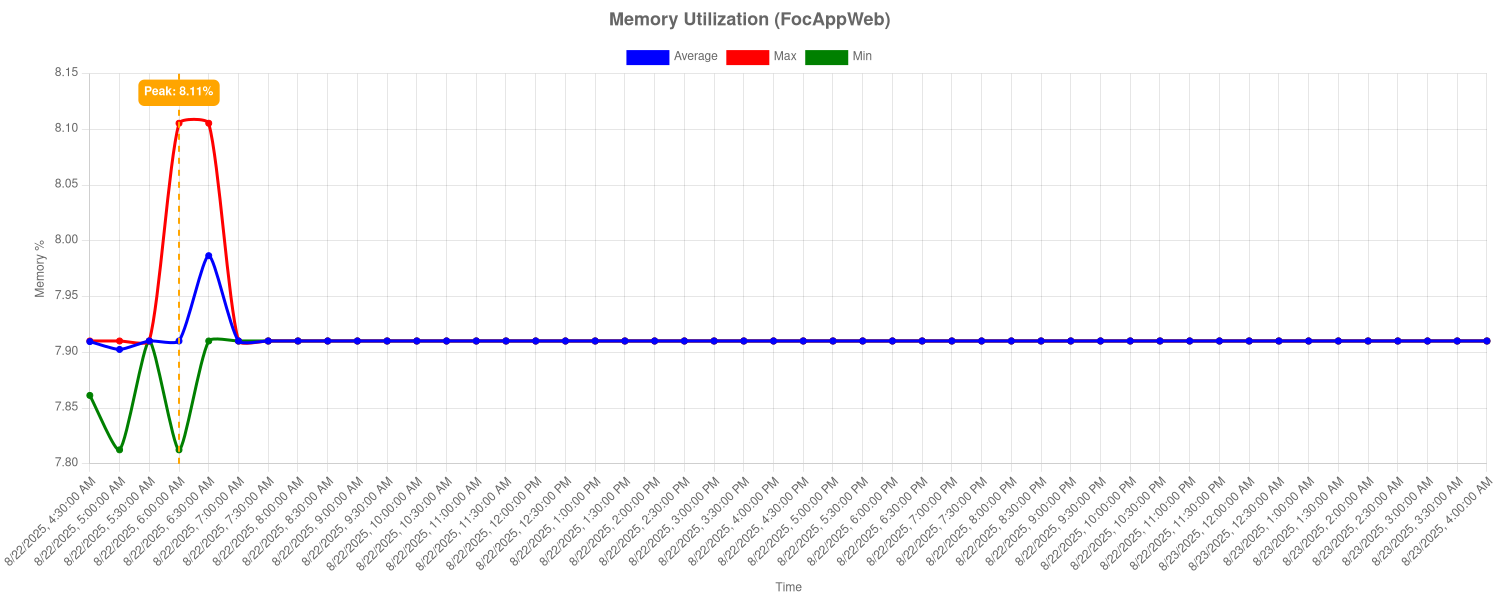 Memory Utilization (FocAppWeb)
Average Max Min
8.15
Peak: 8.11%
8.10
8.05
8.00
7.95
7.90
7.85
7.80
Memory %
8/22/2025, 4:30:00 AM
8/22/2025, 5:00:00 AM
8/22/2025, 5:30:00 AM
8/22/2025, 6:00:00 AM
8/22/2025, 6:30:00 AM
8/22/2025, 7:00:00 AM
8/22/2025, 7:30:00 AM
8/22/2025, 8:00:00 AM
8/22/2025, 8:30:00 AM
8/22/2025, 9:00:00 AM
8/22/2025, 9:30:00 AM
8/22/2025, 10:00:00 AM
8/22/2025, 10:30:00 AM
8/22/2025, 11:00:00 AM
8/22/2025, 11:30:00 AM
8/22/2025, 12:00:00 PM
8/22/2025, 12:30:00 PM
8/22/2025, 1:00:00 PM
8/22/2025, 1:30:00 PM
8/22/2025, 2:00:00 PM
8/22/2025, 2:30:00 PM
8/22/2025, 3:00:00 PM
8/22/2025, 3:30:00 PM
8/22/2025, 4:00:00 PM
8/22/2025, 4:30:00 PM
8/22/2025, 5:00:00 PM
8/22/2025, 5:30:00 PM
8/22/2025, 6:00:00 PM
8/22/2025, 6:30:00 PM
8/22/2025, 7:00:00 PM
8/22/2025, 7:30:00 PM
8/22/2025, 8:00:00 PM
8/22/2025, 8:30:00 PM
8/22/2025, 9:00:00 PM
8/22/2025, 9:30:00 PM
8/22/2025, 10:00:00 PM
8/22/2025, 10:30:00 PM
8/22/2025, 11:00:00 PM
8/22/2025, 11:30:00 PM
8/23/2025, 12:00:00 AM
8/23/2025, 12:30:00 AM
8/23/2025, 1:00:00 AM
8/23/2025, 1:30:00 AM
8/23/2025, 2:00:00 AM
8/23/2025, 2:30:00 AM
8/23/2025, 3:00:00 AM
8/23/2025, 3:30:00 AM
8/23/2025, 4:00:00 AM
Time